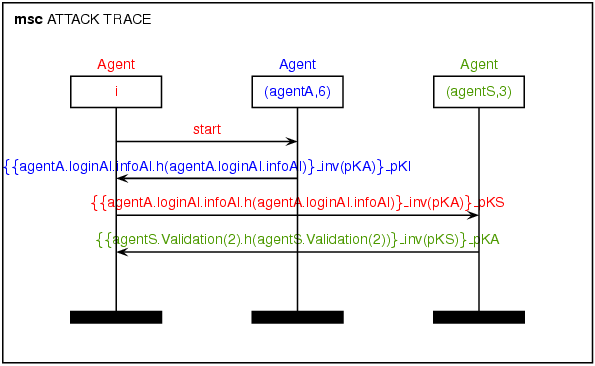 msc ATTACK TRACE
Agent Agent Agent
i (agentA,6) (agentS,3)
start
{{agentA.loginAI.infoAI.h(agentA.loginAI.infoAI)}_inv(pKA)}_pKI
{{agentA.loginAI.infoAI.h(agentA.loginAI.infoAI)}_inv(pKA)}_pKS
{{agentS.Validation(2).h(agentS.Validation(2))}_inv(pKS)}_pKA